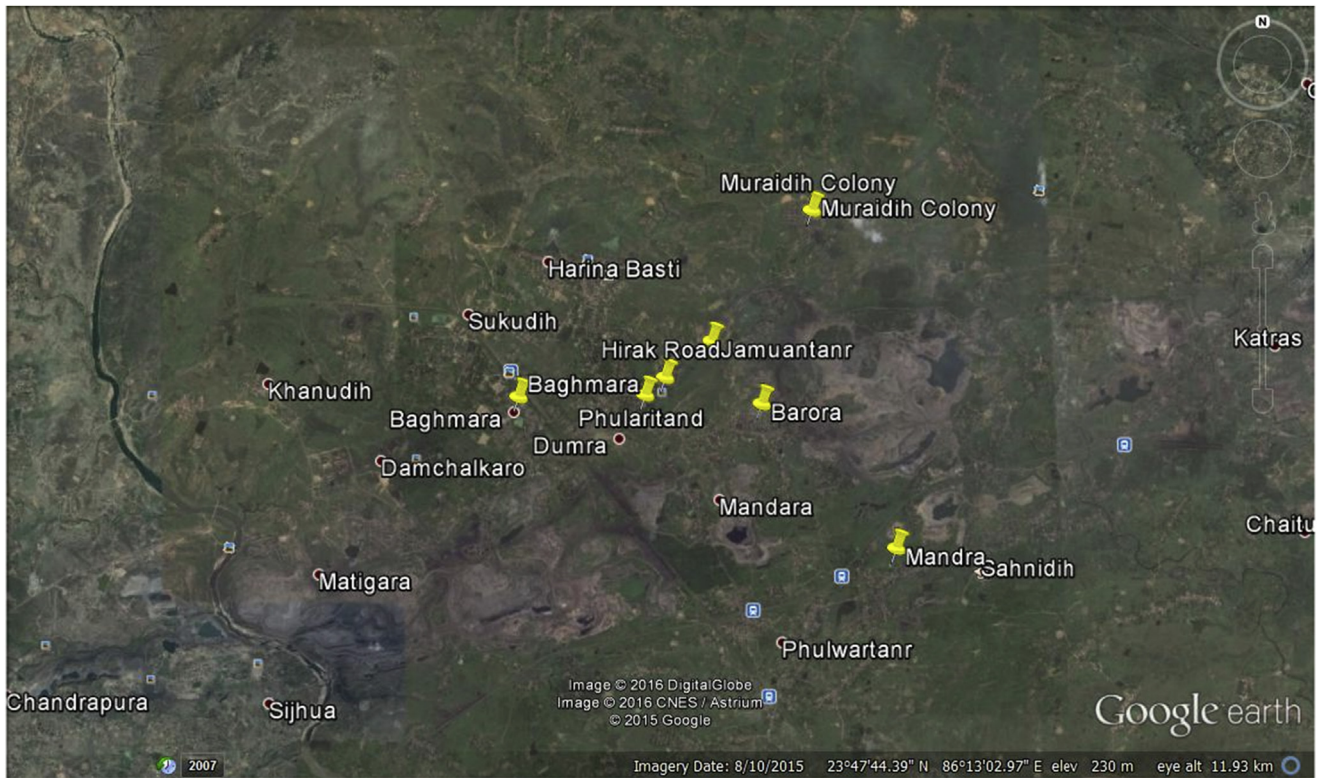 N
Muraidih Colony
Muraidih Colony
Harina Basti
Sukudih
Katras
Hirak Road
Jamuantanr
Khanudih
Baghmara
Baghmara
Phularitand
Barora
Dumra
Damchalkaro
Mandara
Chaitu
Mandra
Sahnidih
Matigara
Phulwartanr
Chandrapura
Sijhua
Image © 2016 DigitalGlobe
Image © 2016 CNES / Astrium
© 2015 Google
Google earth
2007
Imagery Date: 8/10/2015 23°47'44.39" N 86°13'02.97" E elev 230 m eye alt 11.93 km